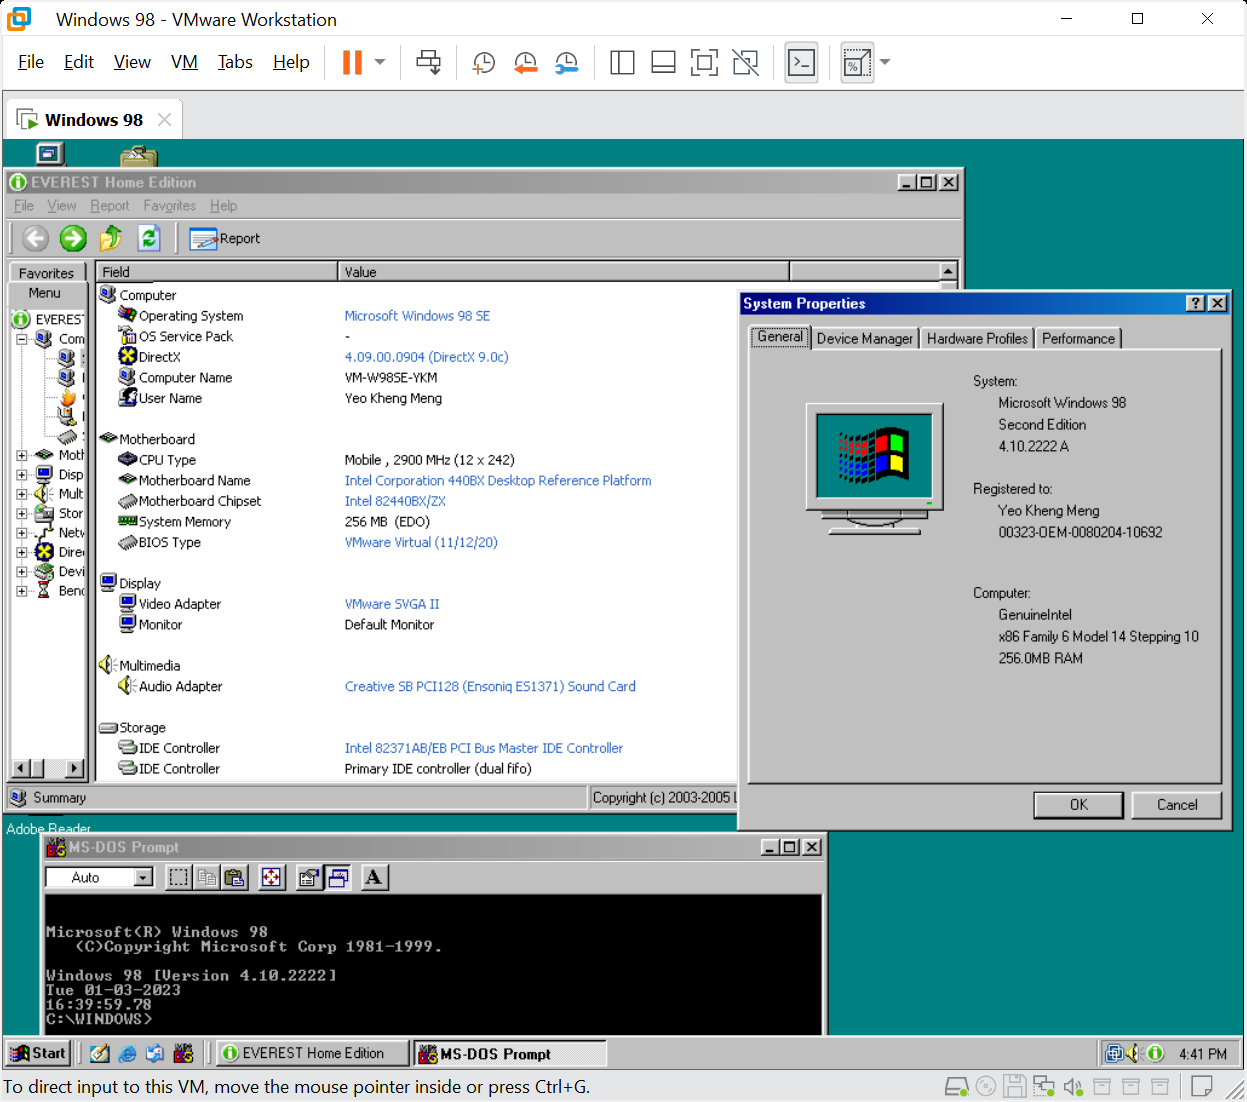 Windows 98 - VMware Workstation
File Edit View VM Tabs Help
Windows 98
EVEREST Home Edition
File View Report Favorites Help
Report
Favorites
Menu
Field Value
EVEREST
Com
Moth
Disp
Mult
Stor
Netw
Dire
Devi
Benc
Computer
Operating System Microsoft Windows 98 SE
OS Service Pack -
DirectX 4.09.00.0904 (DirectX 9.0c)
Computer Name VM-W98SE-YKM
User Name Yeo Kheng Meng
Motherboard
CPU Type Mobile , 2900 MHz (12 x 242)
Motherboard Name Intel Corporation 440BX Desktop Reference Platform
Motherboard Chipset Intel 82440BX/ZX
System Memory 256 MB (EDO)
BIOS Type VMware Virtual (11/12/20)
Display
Video Adapter VMware SVGA II
Monitor Default Monitor
Multimedia
Audio Adapter Creative SB PCI128 (Ensoniq ES1371) Sound Card
Storage
IDE Controller Intel 82371AB/EB PCI Bus Master IDE Controller
IDE Controller Primary IDE controller (dual fifo)
Summary
Copyright (c) 2003-2005 L
System Properties
General Device Manager Hardware Profiles Performance
System:
Microsoft Windows 98
Second Edition
4.10.2222 A
Registered to:
Yeo Kheng Meng
00323-OEM-0080204-10692
Computer:
GenuineIntel
x86 Family 6 Model 14 Stepping 10
256.0MB RAM
OK Cancel
Adobe Reader
MS-DOS Prompt
Auto
A
Microsoft(R) Windows 98
(C)Copyright Microsoft Corp 1981-1999.
Windows 98 [Version 4.10.2222]
Tue 01-03-2023
16:39:59.78
C:\WINDOWS>
Start EVEREST Home Edition MS-DOS Prompt 4:41 PM
To direct input to this VM, move the mouse pointer inside or press Ctrl+G.